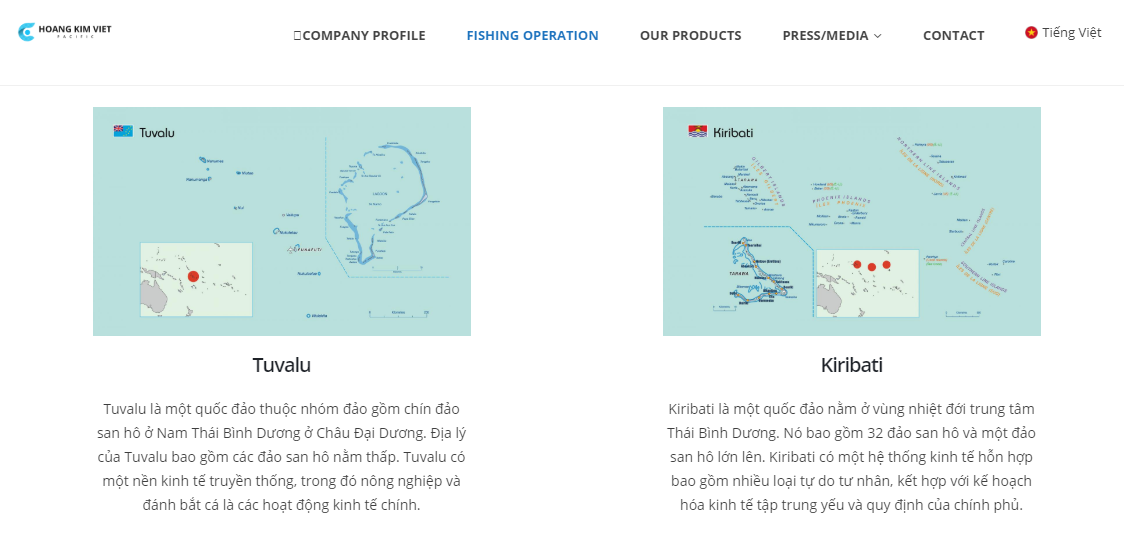 HOANG KIM VIET
PACIFIC
COMPANY PROFILE
FISHING OPERATION
OUR PRODUCTS
PRESS/MEDIA
CONTACT
Tiếng Việt
Tuvalu
FUNAFUTI
Kiribati
TARAWA
Tuvalu
Tuvalu là một quốc đảo thuộc nhóm đảo gồm chín đảo
san hô ở Nam Thái Bình Dương ở Châu Đại Dương. Địa lý
của Tuvalu bao gồm các đảo san hô nằm thấp. Tuvalu có
một nền kinh tế truyền thống, trong đó nông nghiệp và
đánh bắt cá là các hoạt động kinh tế chính.
Kiribati
Kiribati là một quốc đảo nằm ở vùng nhiệt đới trung tâm
Thái Bình Dương. Nó bao gồm 32 đảo san hô và một đảo
san hô lớn lên. Kiribati có một hệ thống kinh tế hỗn hợp
bao gồm nhiều loại tự do tư nhân, kết hợp với kế hoạch
hóa kinh tế tập trung yếu và quy định của chính phủ.